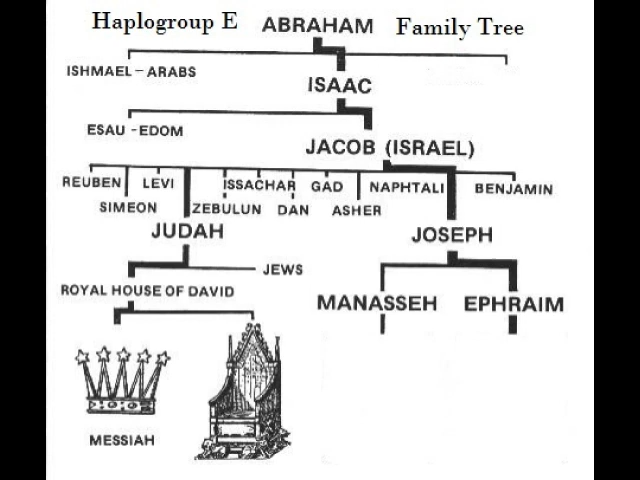 Haplogroup E ABRAHAM Family Tree
ISHMAEL – ARABS
ISAAC
ESAU - EDOM
JACOB (ISRAEL)
REUBEN LEVI ISSACHAR GAD NAPHTALI BENJAMIN
SIMEON ZEBULUN DAN ASHER
JUDAH JOSEPH
JEWS
ROYAL HOUSE OF DAVID
MANASSEH EPHRAIM
MESSIAH